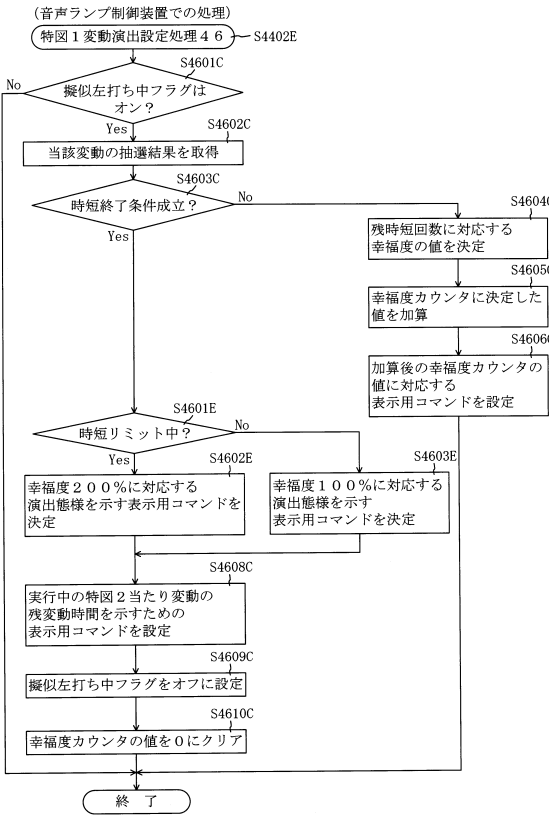 (音声ランプ制御装置での処理)
特図１変動演出設定処理４６
S4402E
S4601C
擬似左打ち中フラグは
オン？
No
Yes
S4602C
当該変動の抽選結果を取得
S4603C
時短終了条件成立？
No
Yes
S4604C
残時短回数に対応する
幸福度の値を決定
S4605C
幸福度カウンタに決定した
値を加算
S4606C
加算後の幸福度カウンタの
値に対応する
表示用コマンドを設定
S4601E
時短リミット中？
No
Yes
S4602E
幸福度２００％に対応する
演出態様を示す表示用コマンドを
決定
S4603E
幸福度１００％に対応する
演出態様を示す
表示用コマンドを決定
S4608C
実行中の特図２当たり変動の
残変動時間を示すための
表示用コマンドを設定
S4609C
擬似左打ち中フラグをオフに設定
S4610C
幸福度カウンタの値を０にクリア
終　了